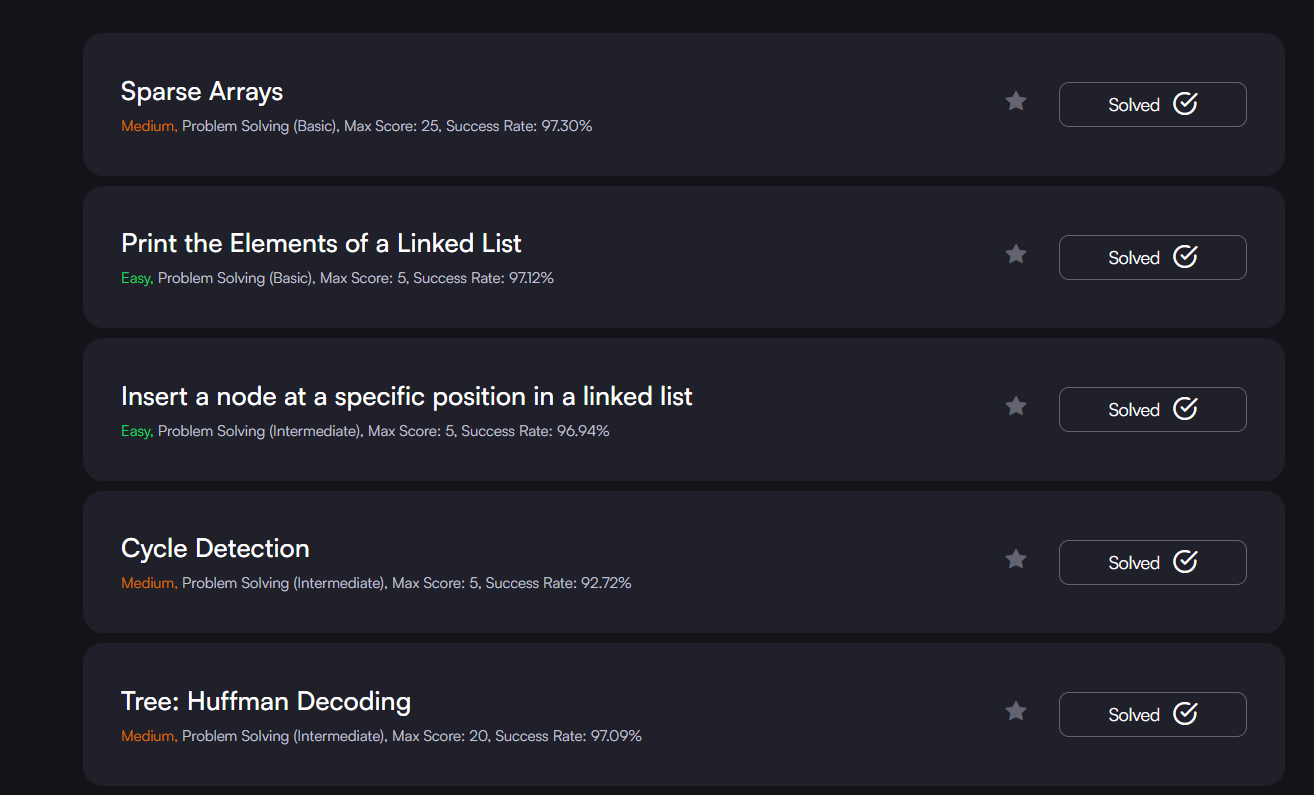 Sparse Arrays
Medium, Problem Solving (Basic), Max Score: 25, Success Rate: 97.30%
Solved
Print the Elements of a Linked List
Easy, Problem Solving (Basic), Max Score: 5, Success Rate: 97.12%
Solved
Insert a node at a specific position in a linked list
Easy, Problem Solving (Intermediate), Max Score: 5, Success Rate: 96.94%
Solved
Cycle Detection
Medium, Problem Solving (Intermediate), Max Score: 5, Success Rate: 92.72%
Solved
Tree: Huffman Decoding
Medium, Problem Solving (Intermediate), Max Score: 20, Success Rate: 97.09%
Solved